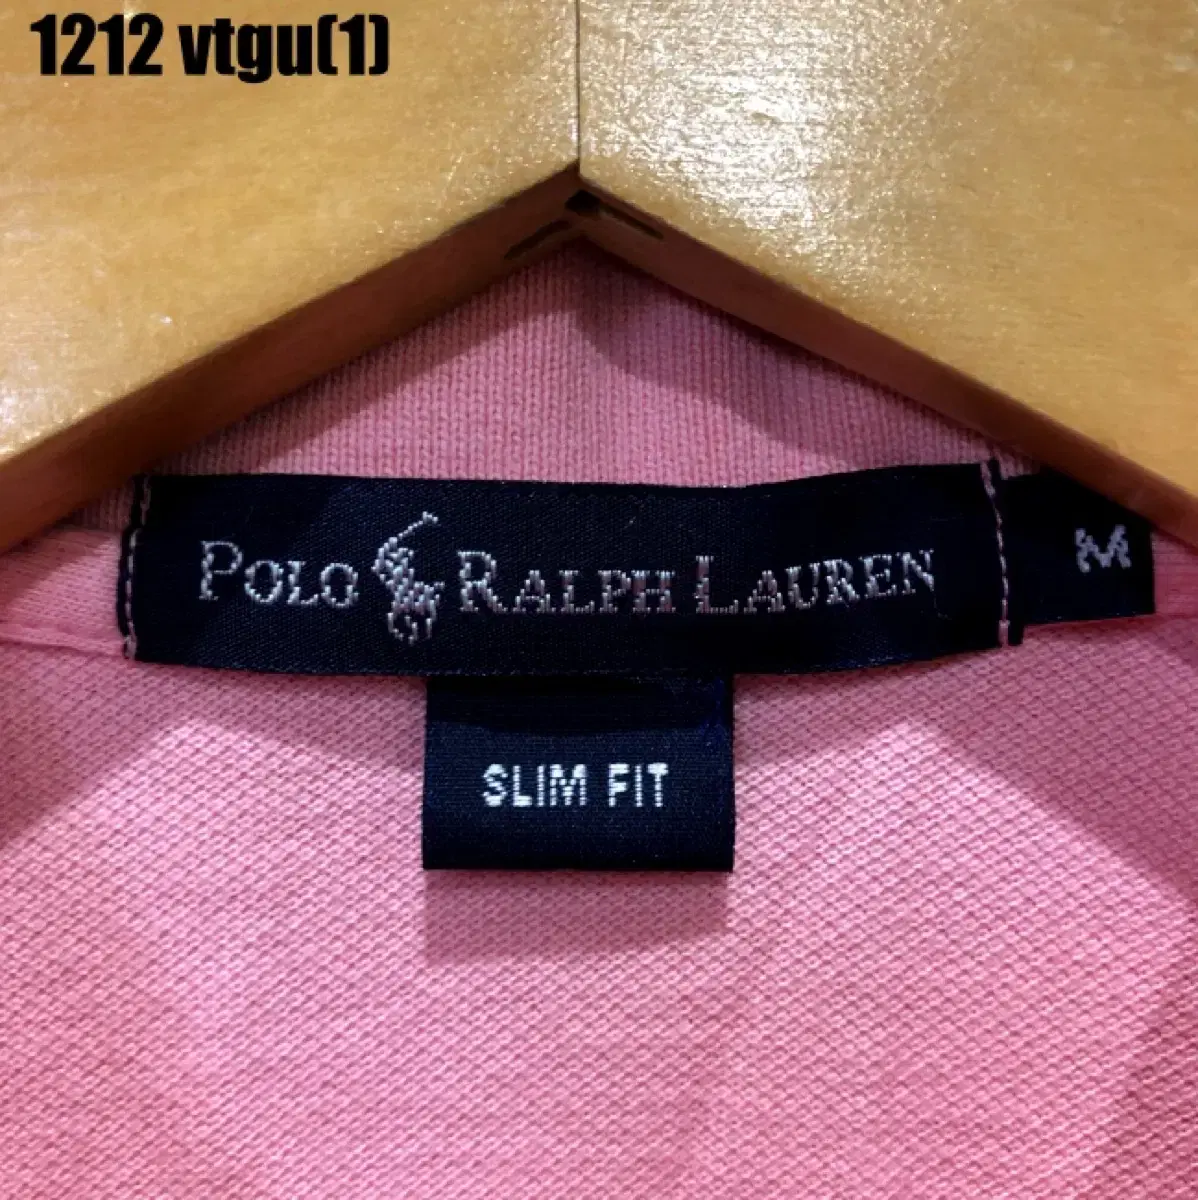 1212 vtgu(1)
POLO RALPH LAUREN
M
SLIM FIT